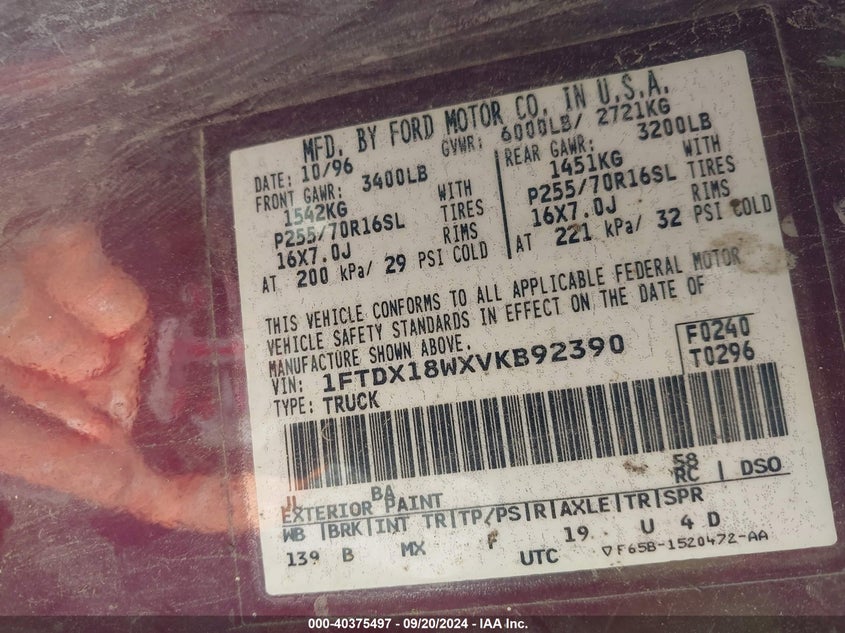 MFD. BY FORD MOTOR CO. IN U.S.A.
DATE: 10/96 GVWR: 6000LB/ 2721KG
FRONT GAWR: 3400LB REAR GAWR: 3200LB
1542KG WITH 1451KG WITH
P255/70R16SL TIRES P255/70R16SL TIRES
16X7.0J RIMS 16X7.0J RIMS
AT 200 kPa/ 29 PSI COLD AT 221 kPa/ 32 PSI COLD
THIS VEHICLE CONFORMS TO ALL APPLICABLE FEDERAL MOTOR
VEHICLE SAFETY STANDARDS IN EFFECT ON THE DATE OF
MANUFACTURE SHOWN ABOVE.
VIN: 1FTDX18WXVKB92390 F0240
TYPE: TRUCK T0296
JL BA 58
EXTERIOR PAINT RC DSO
WB BRK INT TR TP/PS R AXLE TR SPR
139 B MX F 19 U 4 D
UTC ▽F65B-1520472-AA
000-40375497 - 09/20/2024 - IAA Inc.